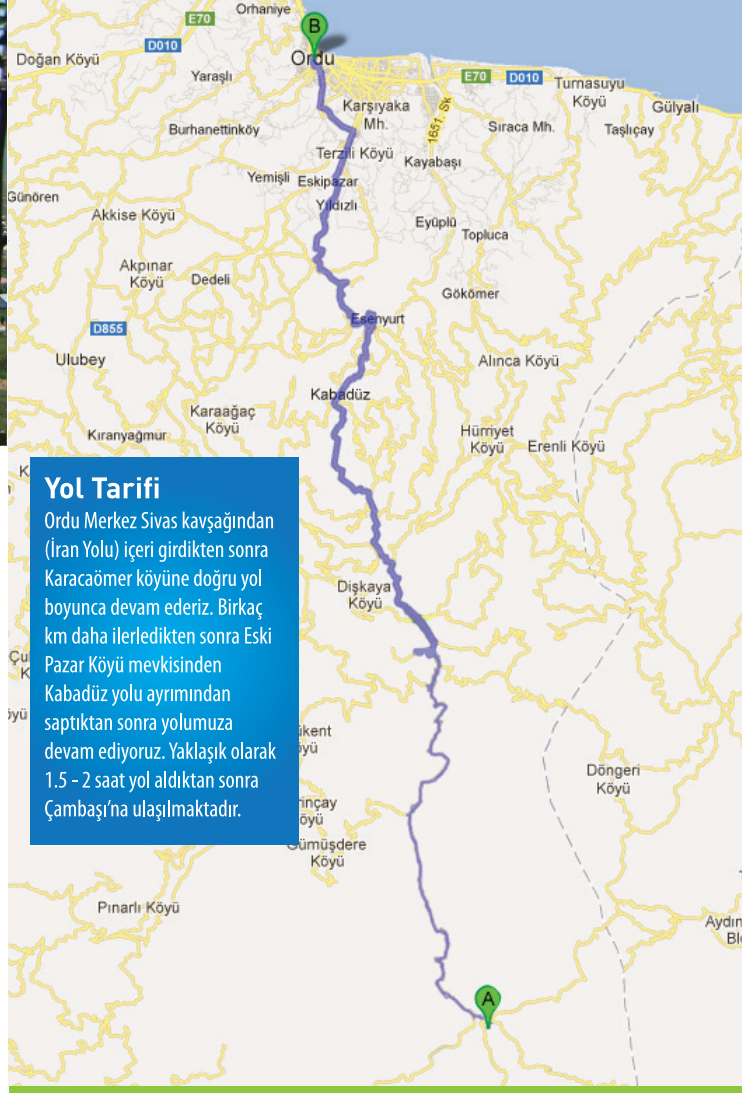 Orhaniye
E70
B
D010
Doğan Köyü
Ordu
Yaraşlı
E70
D010
Turnasuyu
Köyü
Gülyalı
Karşıyaka
Mh.
1651. Sk
Burhanettinköy
Sıraca Mh.
Taşlıçay
Terzili Köyü
Kayabaşı
Yemişli
Eskipazar
Günören
Yıldızlı
Akkise Köyü
Eyüplü
Topluca
Akpınar
Köyü
Dedeli
Gökömer
Esenyurt
D855
Ulubey
Alınca Köyü
Kabadüz
Karaağaç
Köyü
Kıranyağmur
Hürriyet
Köyü
Erenli Köyü
Yol Tarifi
Ordu Merkez Sivas kavşağından
(İran Yolu) içeri girdikten sonra
Karacaömer köyüne doğru yol
boyunca devam ederiz. Birkaç
km daha ilerledikten sonra Eski
Pazar Köyü mevkisinden
Kabadüz yolu ayrımından
saptıktan sonra yolumuza
devam ediyoruz. Yaklaşık olarak
1.5 - 2 saat yol aldıktan sonra
Çambaşı’na ulaşılmaktadır.
Dişkaya
Köyü
Döngeri
Köyü
Gümüşdere
Köyü
Pınarlı Köyü
A